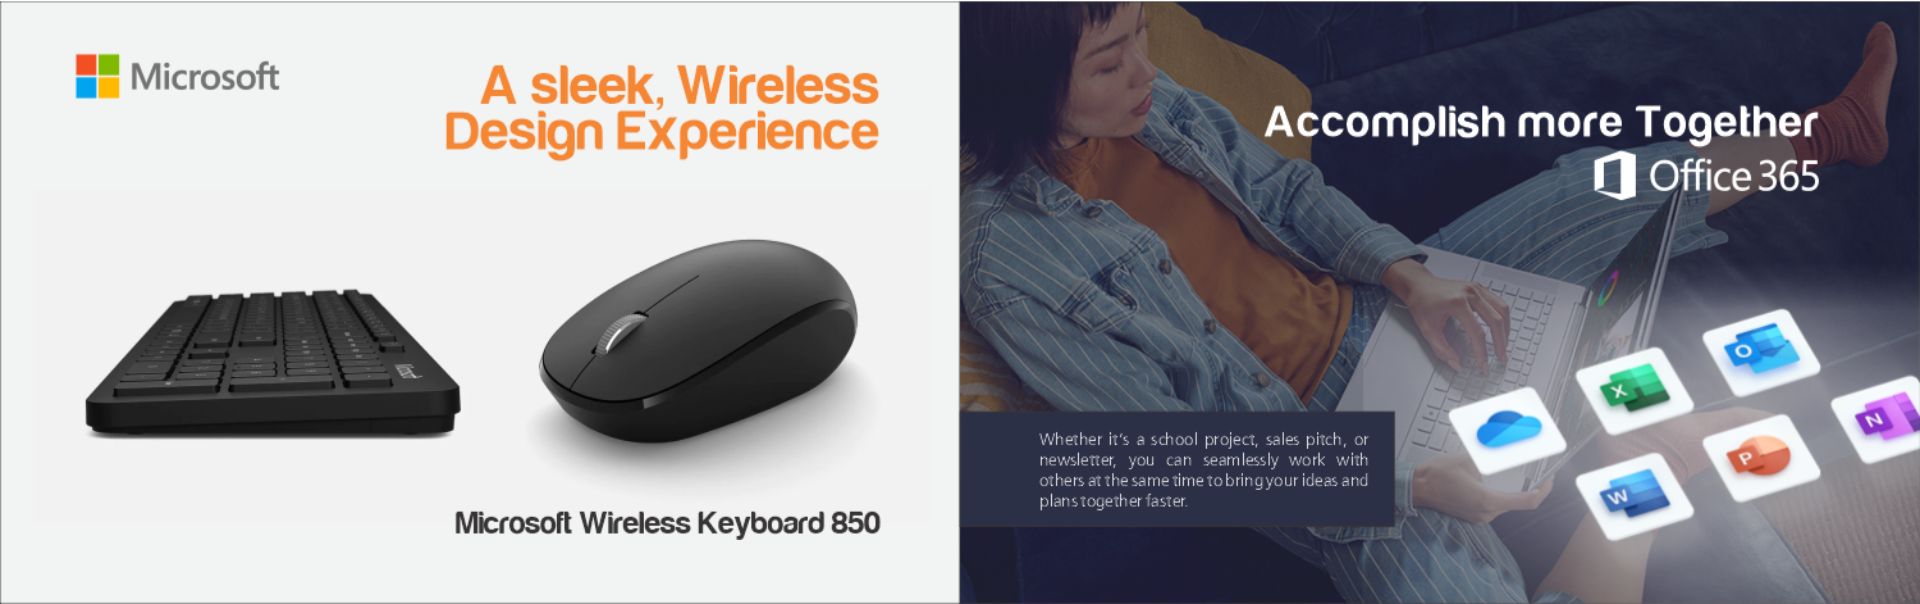 Microsoft
A sleek, Wireless
Design Experience
Microsoft Wireless Keyboard 850
Accomplish more Together
Office 365
Whether it's a school project, sales pitch, or
newsletter, you can seamlessly work with
others at the same time to bring your ideas and
plans together faster.
O
X
N
P
W